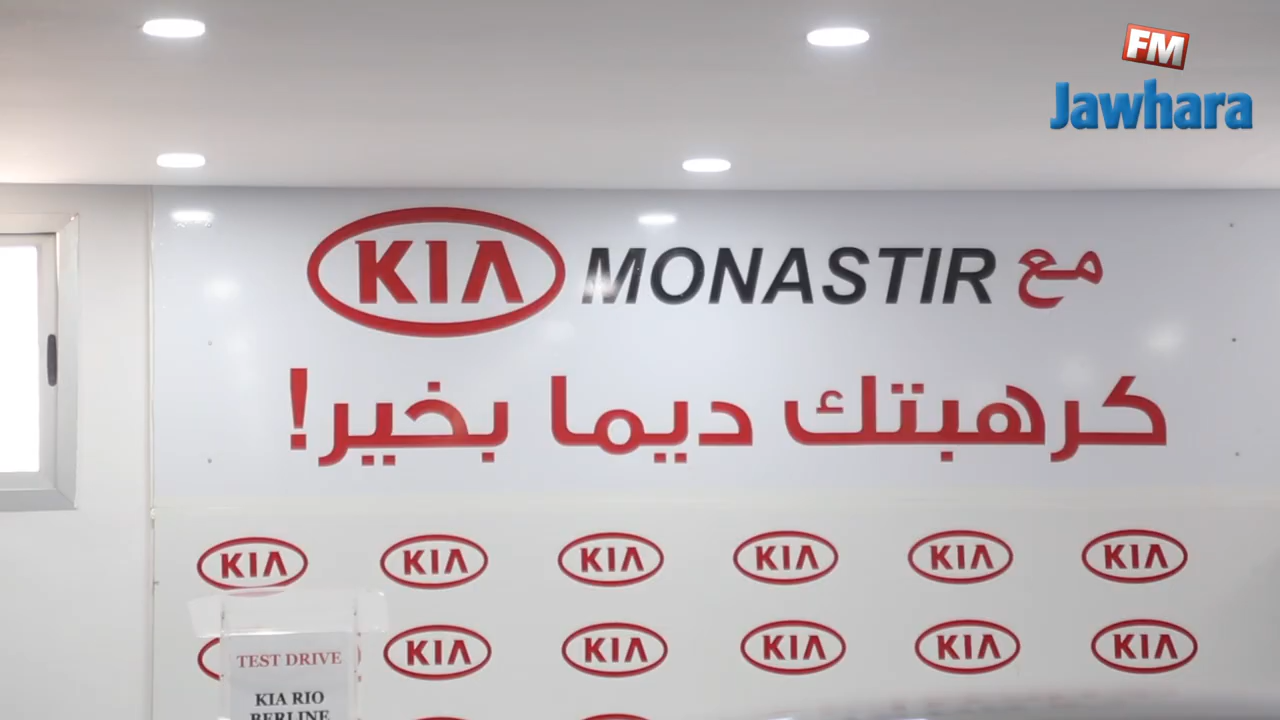 FM
Jawhara
مع KIA MONASTIR
كرهبتك ديما بخير!
KIA KIA KIA KIA KIA KIA
KIA KIA KIA KIA KIA
TEST DRIVE
KIA RIO
BERLINE